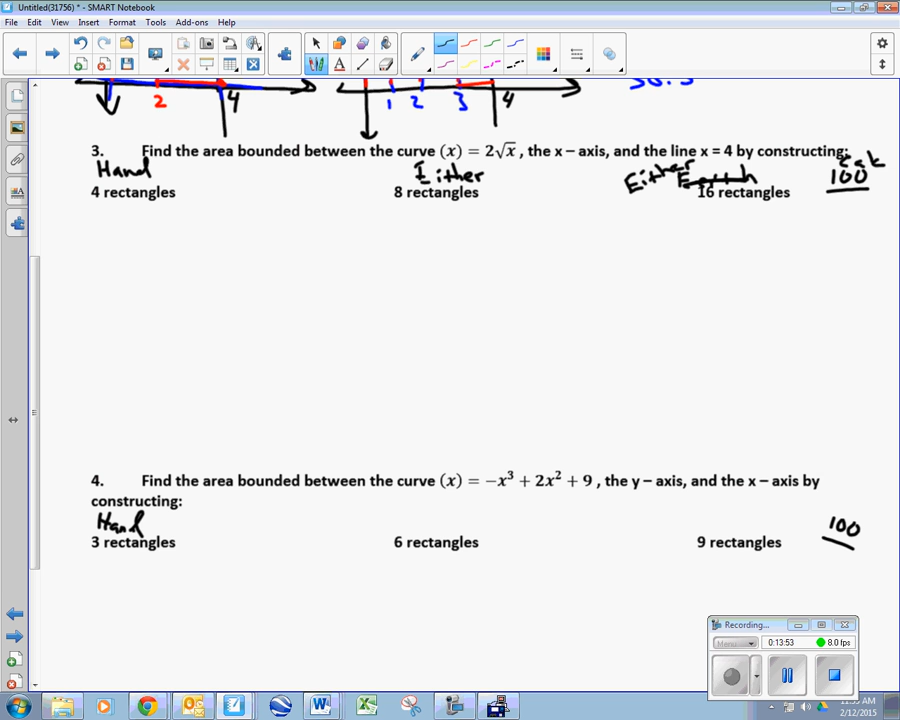 Untitled(31756) * - SMART Notebook
File Edit View Insert Format Tools Add-ons Help
2 4 1 2 3 4
3. Find the area bounded between the curve (x) = 2√x , the x – axis, and the line x = 4 by constructing:
Hand Either Either 100
4 rectangles 8 rectangles 16 rectangles
4. Find the area bounded between the curve (x) = −x³ + 2x² + 9 , the y – axis, and the x – axis by
constructing:
Hand 100
3 rectangles 6 rectangles 9 rectangles
Recording...
Menu 0:13:53 8.0 fps
2/12/2015